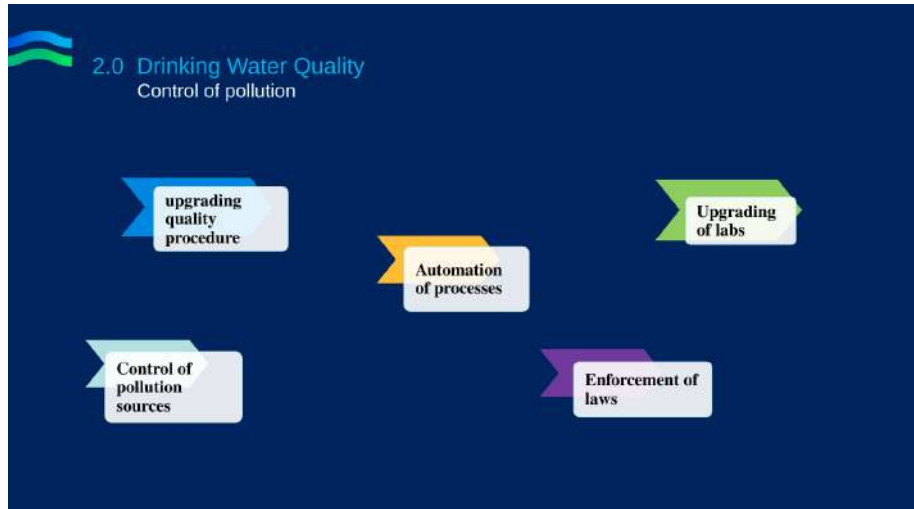 2.0 Drinking Water Quality
Control of pollution
upgrading
quality
procedure
Upgrading
of labs
Automation
of processes
Control of
pollution
sources
Enforcement of
laws